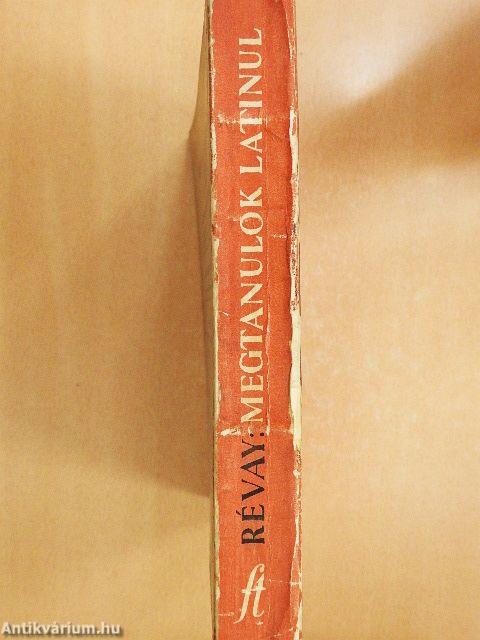 RÉVAY: MEGTANULOK LATINUL
ft
Antikvárium.hu